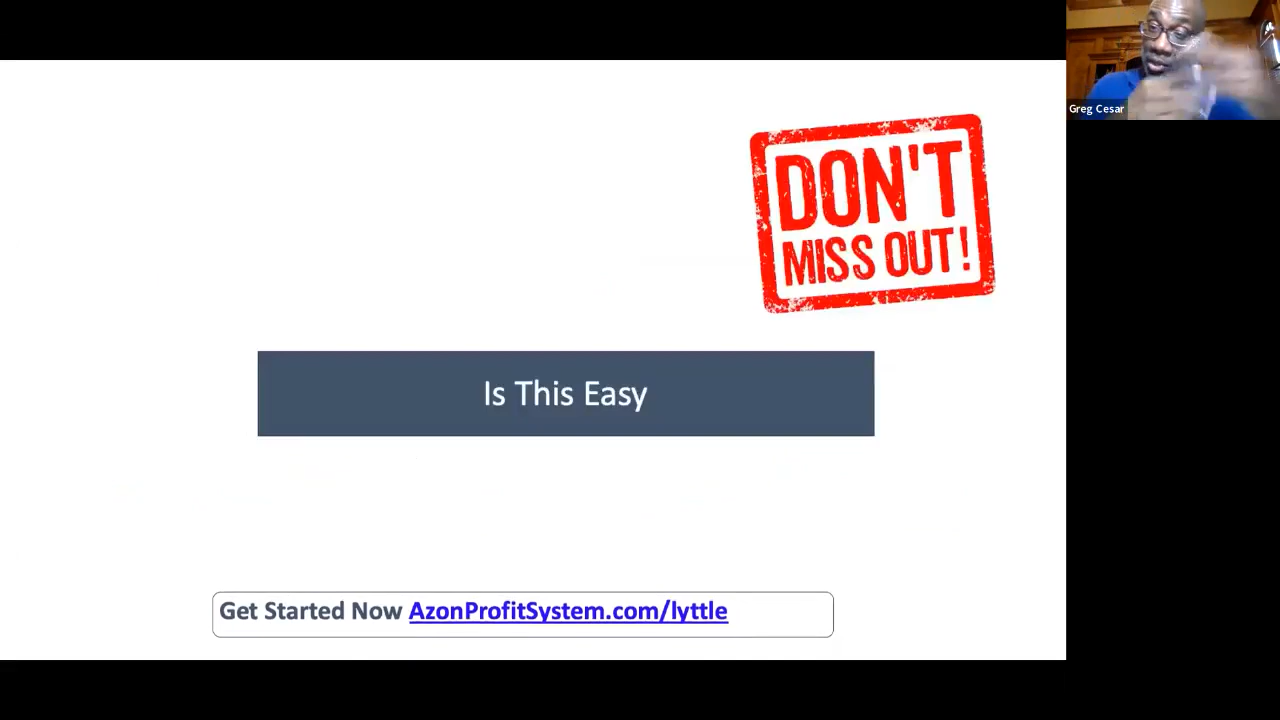 Greg Cesar
DON'T
MISS OUT!
Is This Easy
Get Started Now AzonProfitSystem.com/lyttle